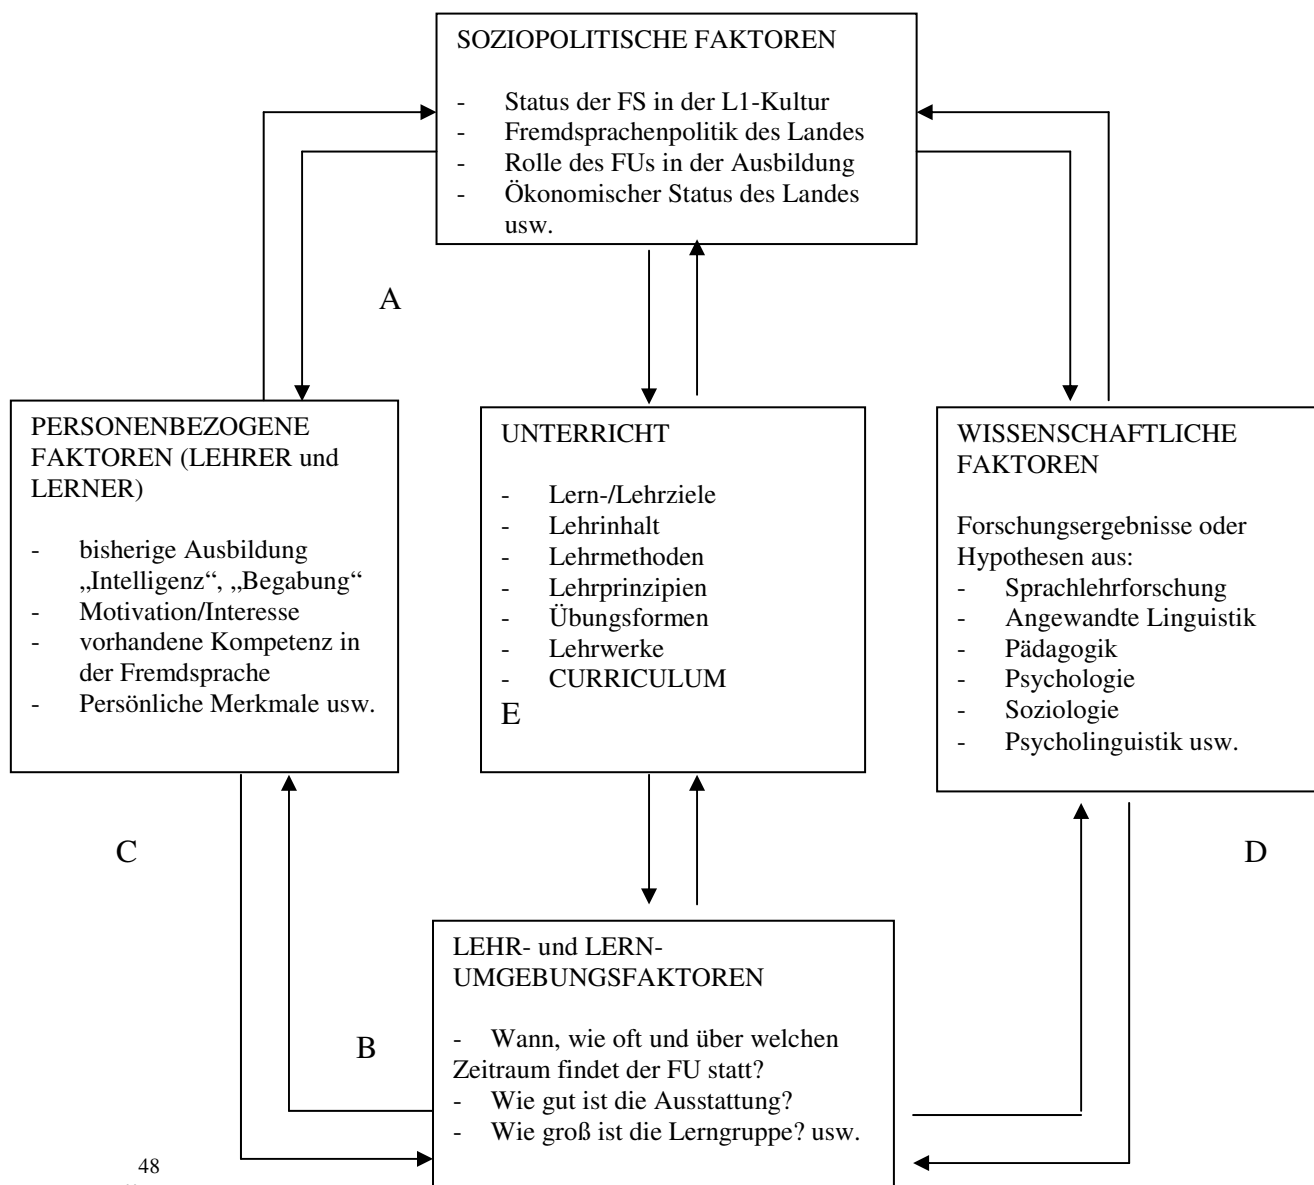 SOZIOPOLITISCHE FAKTOREN
- Status der FS in der L1-Kultur
- Fremdsprachenpolitik des Landes
- Rolle des FUs in der Ausbildung
- Ökonomischer Status des Landes
usw.
A
PERSONENBEZOGENE
FAKTOREN (LEHRER und
LERNER)
- bisherige Ausbildung
„Intelligenz“, „Begabung“
- Motivation/Interesse
- vorhandene Kompetenz in
der Fremdsprache
- Persönliche Merkmale usw.
UNTERRICHT
- Lern-/Lehrziele
- Lehrinhalt
- Lehrmethoden
- Lehrprinzipien
- Übungsformen
- Lehrwerke
- CURRICULUM
E
WISSENSCHAFTLICHE
FAKTOREN
Forschungsergebnisse oder
Hypothesen aus:
- Sprachlehrforschung
- Angewandte Linguistik
- Pädagogik
- Psychologie
- Soziologie
- Psycholinguistik usw.
C
D
B
LEHR- und LERN-
UMGEBUNGSFAKTOREN
- Wann, wie oft und über welchen
Zeitraum findet der FU statt?
- Wie gut ist die Ausstattung?
- Wie groß ist die Lerngruppe? usw.
48